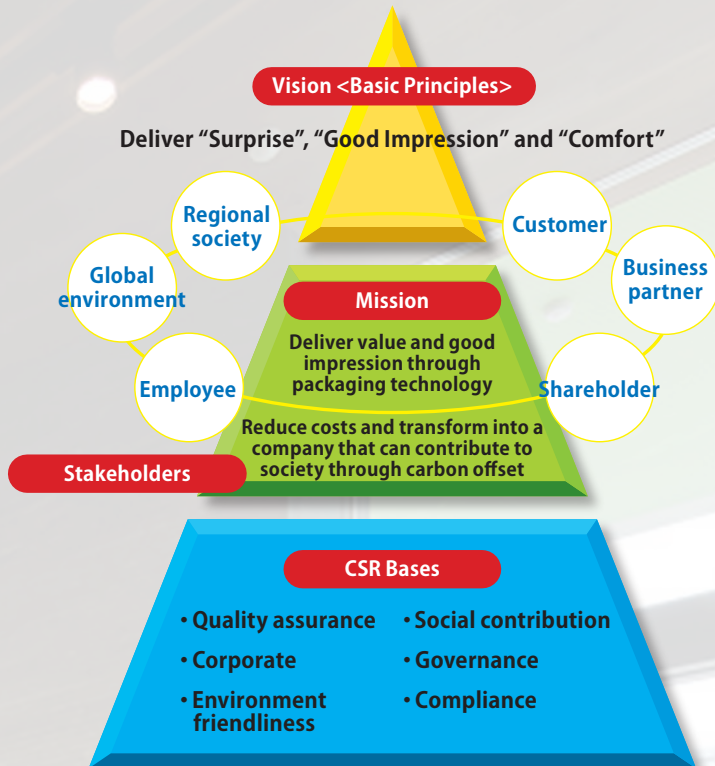 Vision <Basic Principles>
Deliver “Surprise”, “Good Impression” and “Comfort”
Regional
society
Customer
Global
environment
Business
partner
Mission
Deliver value and good
impression through
packaging technology
Employee
Shareholder
Reduce costs and transform into a
company that can contribute to
society through carbon offset
Stakeholders
CSR Bases
・Quality assurance
・Corporate
・Environment
friendliness
・Social contribution
・Governance
・Compliance